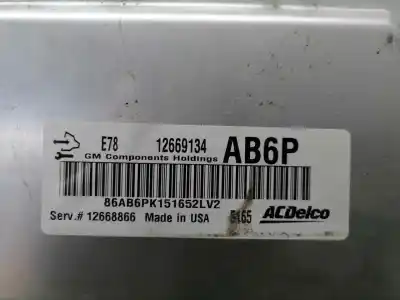 E78 12669134 AB6P
GM Components Holdings
86AB6PK151652LV2
Serv.# 12668866 Made in USA 5165 ACDelco